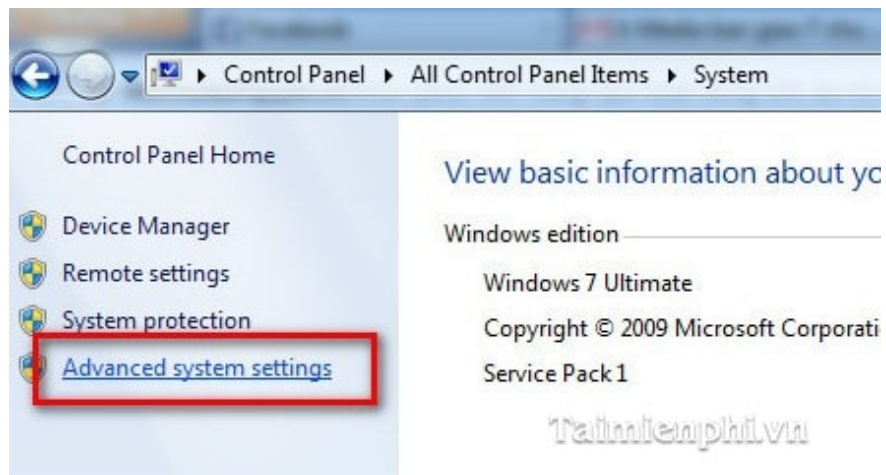 Facebook
Control Panel ▸ All Control Panel Items ▸ System
Control Panel Home
Device Manager
Remote settings
System protection
Advanced system settings
View basic information about yo
Windows edition
Windows 7 Ultimate
Copyright © 2009 Microsoft Corporati
Service Pack 1
Taimienphi.vn